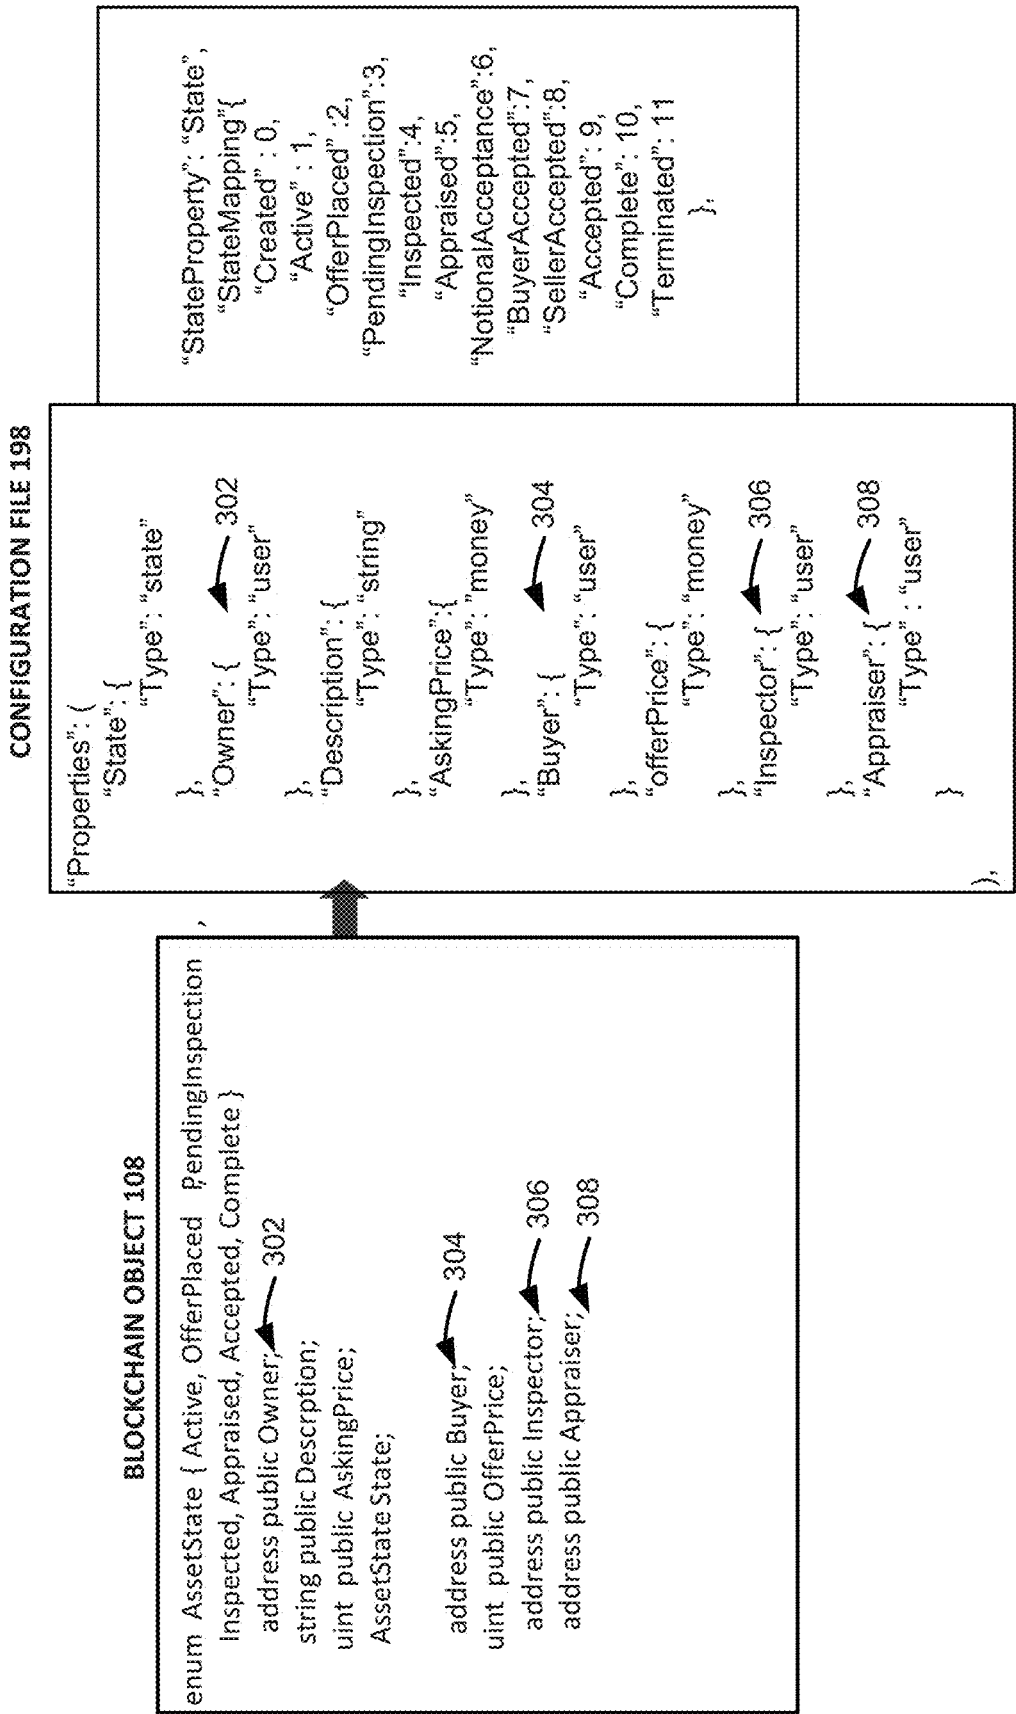 BLOCKCHAIN OBJECT 108
enum AssetState { Active, OfferPlaced PendingInspection ,
Inspected, Appraised, Accepted, Complete }
address public Owner; 302
string public Descrption;
uint public AskingPrice;
AssetState State;
address public Buyer; 304
uint public OfferPrice;
address public Inspector; 306
address public Appraiser; 308
CONFIGURATION FILE 198
“Properties”: {
“State”: {
“Type”: “state”
},
“Owner”: { 302
“Type”: “user”
},
“Description”: {
“Type”: “string”
},
“AskingPrice”:{
“Type”: “money”
},
“Buyer”: { 304
“Type”: “user”
},
“offerPrice”: {
“Type”: “money”
},
“Inspector”: { 306
“Type”: “user”
},
“Appraiser”: { 308
“Type” : “user”
}
},
“StateProperty”: “State”,
“StateMapping”{
“Created” : 0,
“Active” : 1,
“OfferPlaced” :2,
“PendingInspection”:3,
“Inspected”:4,
“Appraised”:5,
“NotionalAcceptance”:6,
“BuyerAccepted”:7,
“SellerAccepted”:8,
“Accepted”: 9,
“Complete”: 10,
“Terminated”: 11
},